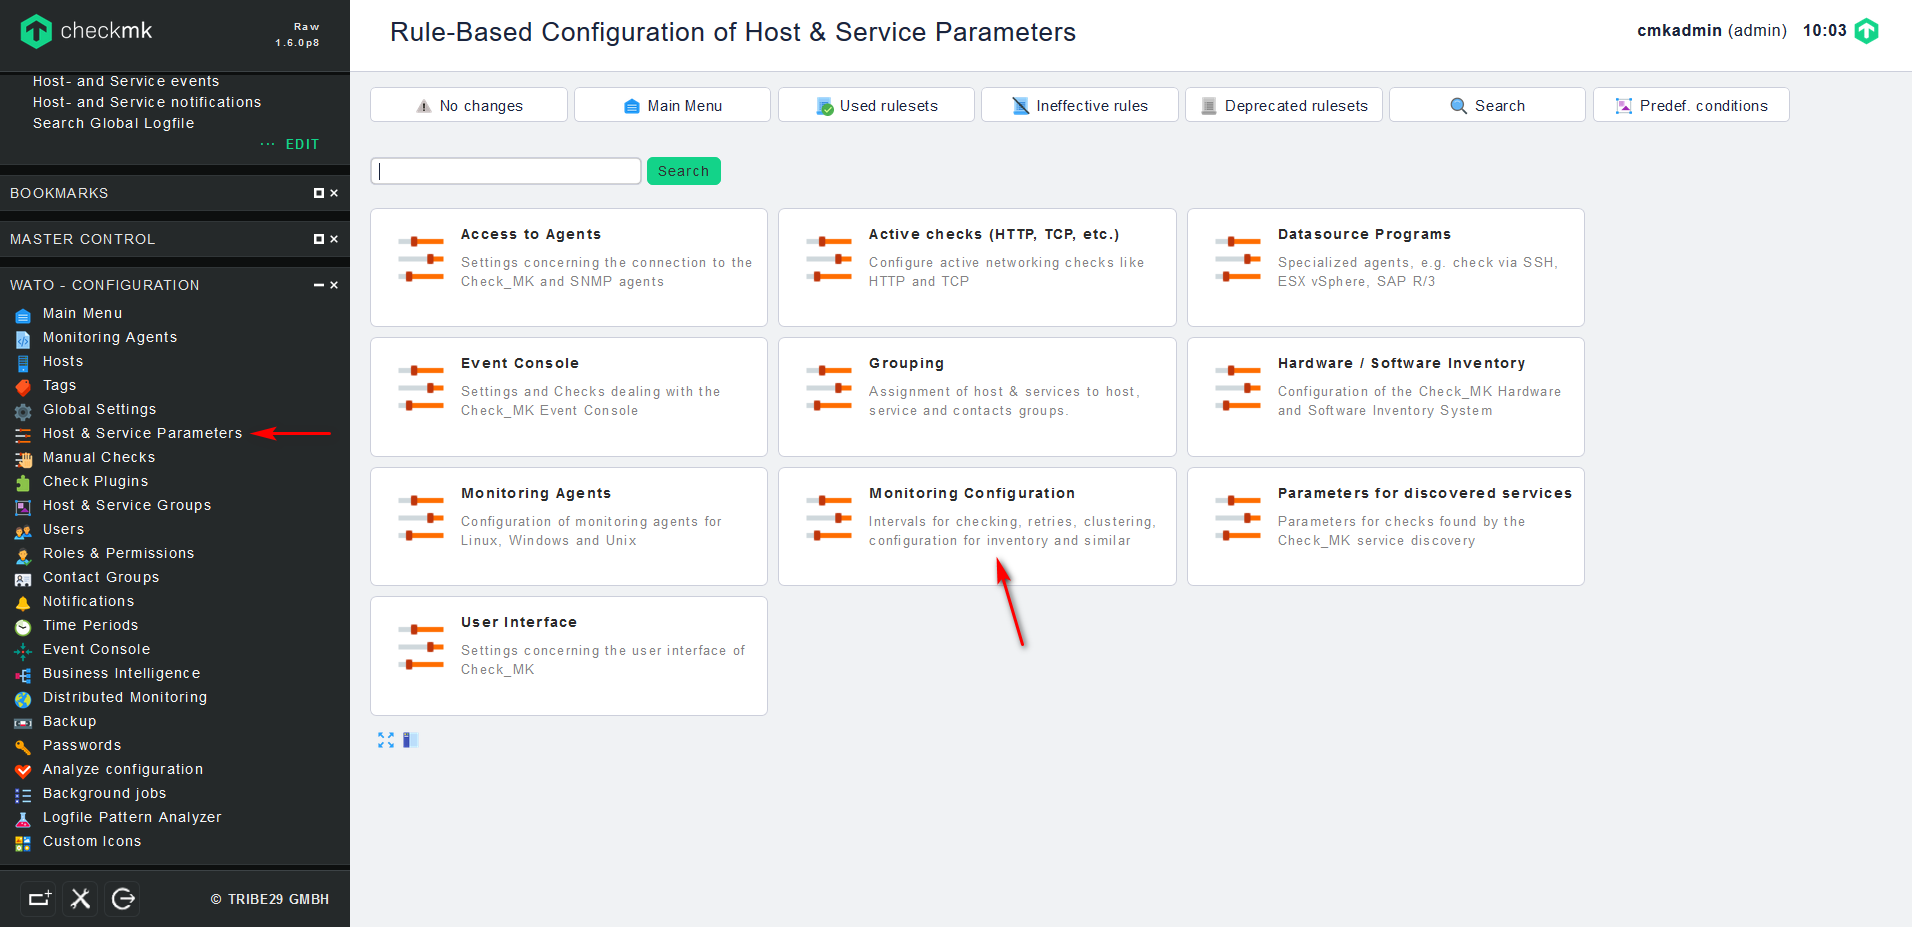 checkmk
Raw
1.6.0p8
Host- and Service events
Host- and Service notifications
Search Global Logfile
··· EDIT
BOOKMARKS
MASTER CONTROL
WATO - CONFIGURATION
Main Menu
Monitoring Agents
Hosts
Tags
Global Settings
Host & Service Parameters
Manual Checks
Check Plugins
Host & Service Groups
Users
Roles & Permissions
Contact Groups
Notifications
Time Periods
Event Console
Business Intelligence
Distributed Monitoring
Backup
Passwords
Analyze configuration
Background jobs
Logfile Pattern Analyzer
Custom Icons
© TRIBE29 GMBH
Rule-Based Configuration of Host & Service Parameters
cmkadmin (admin) 10:03
No changes
Main Menu
Used rulesets
Ineffective rules
Deprecated rulesets
Search
Predef. conditions
Search
Access to Agents
Settings concerning the connection to the
Check_MK and SNMP agents
Active checks (HTTP, TCP, etc.)
Configure active networking checks like
HTTP and TCP
Datasource Programs
Specialized agents, e.g. check via SSH,
ESX vSphere, SAP R/3
Event Console
Settings and Checks dealing with the
Check_MK Event Console
Grouping
Assignment of host & services to host,
service and contacts groups.
Hardware / Software Inventory
Configuration of the Check_MK Hardware
and Software Inventory System
Monitoring Agents
Configuration of monitoring agents for
Linux, Windows and Unix
Monitoring Configuration
Intervals for checking, retries, clustering,
configuration for inventory and similar
Parameters for discovered services
Parameters for checks found by the
Check_MK service discovery
User Interface
Settings concerning the user interface of
Check_MK